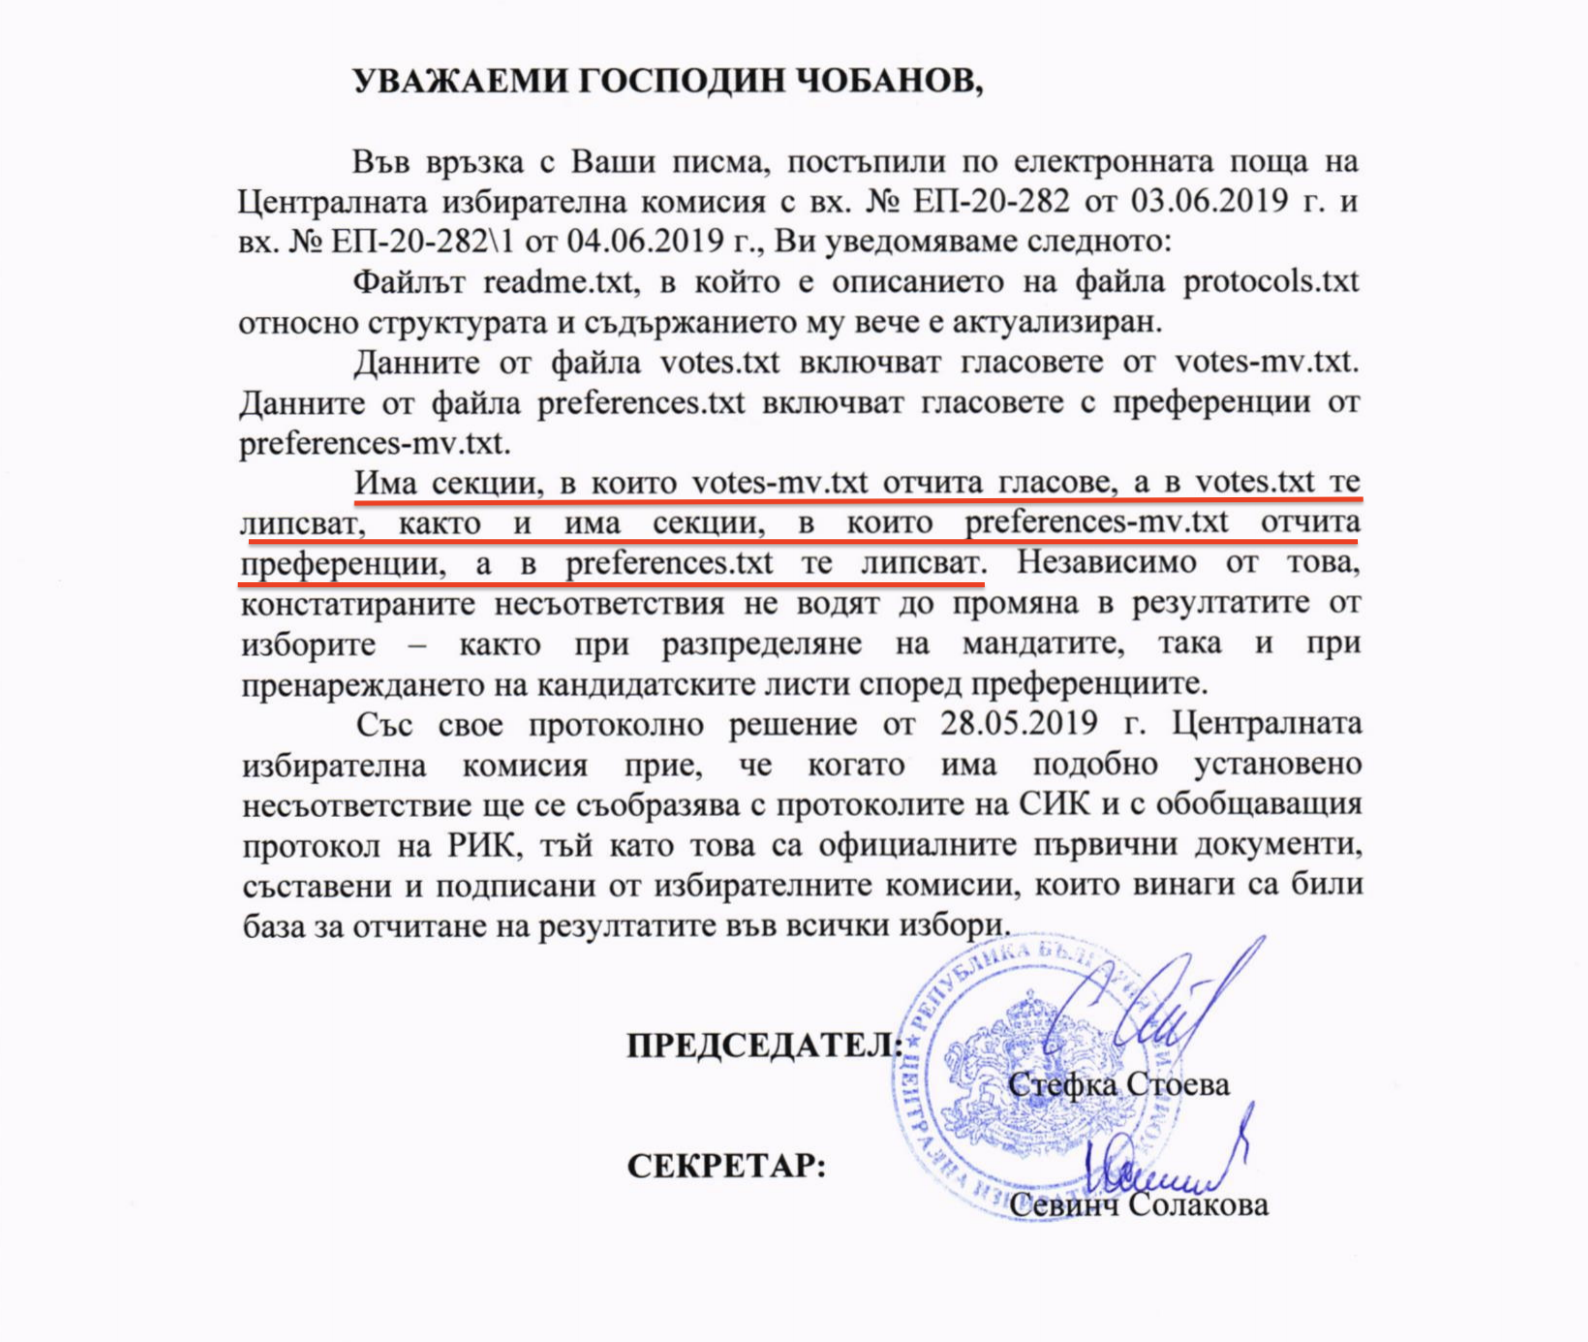 УВАЖАЕМИ ГОСПОДИН ЧОБАНОВ,
Във връзка с Ваши писма, постъпили по електронната поща на
Централната избирателна комисия с вх. № ЕП-20-282 от 03.06.2019 г. и
вх. № ЕП-20-282\1 от 04.06.2019 г., Ви уведомяваме следното:
Файлът readme.txt, в който е описанието на файла protocols.txt
относно структурата и съдържанието му вече е актуализиран.
Данните от файла votes.txt включват гласовете от votes-mv.txt.
Данните от файла preferences.txt включват гласовете с преференции от
preferences-mv.txt.
Има секции, в които votes-mv.txt отчита гласове, а в votes.txt те
липсват, както и има секции, в които preferences-mv.txt отчита
преференции, а в preferences.txt те липсват. Независимо от това,
констатираните несъответствия не водят до промяна в резултатите от
изборите – както при разпределяне на мандатите, така и при
пренареждането на кандидатските листи според преференциите.
Със свое протоколно решение от 28.05.2019 г. Централната
избирателна комисия прие, че когато има подобно установено
несъответствие ще се съобразява с протоколите на СИК и с обобщаващия
протокол на РИК, тъй като това са официалните първични документи,
съставени и подписани от избирателните комисии, които винаги са били
база за отчитане на резултатите във всички избори.
РЕПУБЛИКА БЪЛГАРИЯ
ЦЕНТРАЛНА ИЗБИРАТЕЛНА КОМИСИЯ
ПРЕДСЕДАТЕЛ:
Стефка Стоева
СЕКРЕТАР:
Севинч Солакова